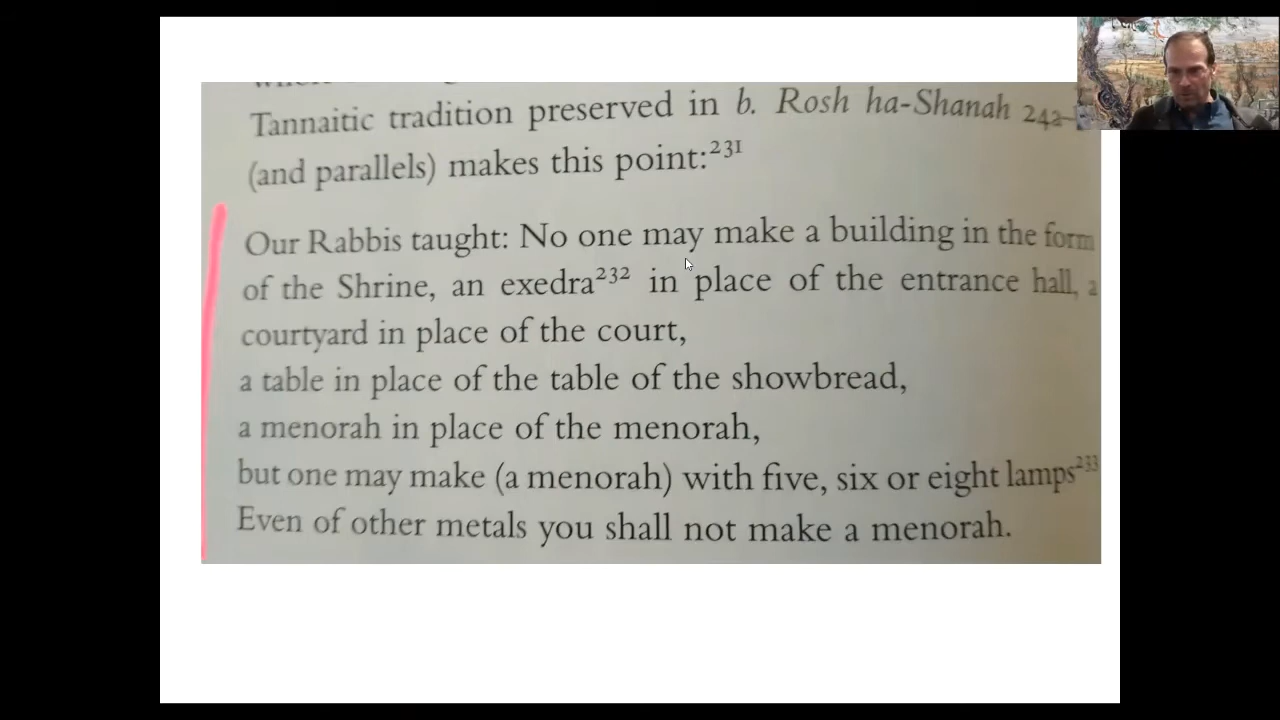 Tannaitic tradition preserved in b. Rosh ha-Shanah 24a–
(and parallels) makes this point:231
Our Rabbis taught: No one may make a building in the form
of the Shrine, an exedra232 in place of the entrance hall, a
courtyard in place of the court,
a table in place of the table of the showbread,
a menorah in place of the menorah,
but one may make (a menorah) with five, six or eight lamps233
Even of other metals you shall not make a menorah.